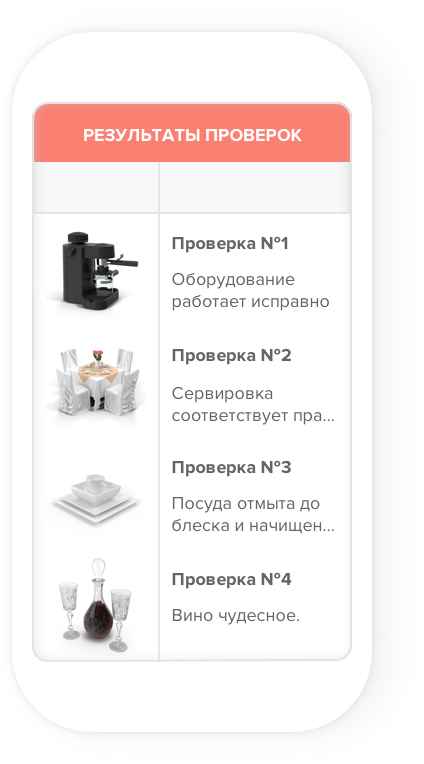 РЕЗУЛЬТАТЫ ПРОВЕРОК
Проверка №1
Оборудование
работает исправно
Проверка №2
Сервировка
соответствует пра...
Проверка №3
Посуда отмыта до
блеска и начищен...
Проверка №4
Вино чудесное.